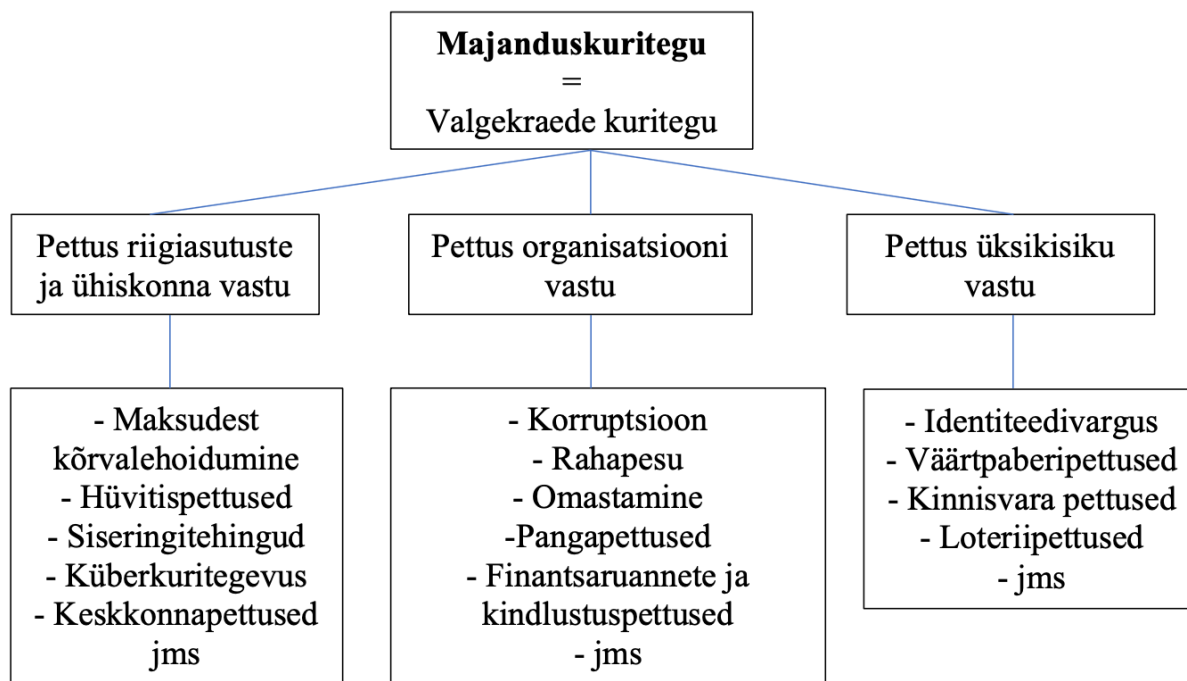 Majanduskuritegu
=
Valgekraede kuritegu
Pettus riigiasutuste
ja ühiskonna vastu
Pettus organisatsiooni
vastu
Pettus üksikisiku
vastu
- Maksudest
kõrvalehoidumine
- Hüvitispettused
- Siseringitehingud
- Küberkuritegevus
- Keskkonnapettused
jms
- Korruptsioon
- Rahapesu
- Omastamine
-Pangapettused
- Finantsaruannete ja
kindlustuspettused
- jms
- Identiteedivargus
- Väärtpaberipettused
- Kinnisvara pettused
- Loteriipettused
- jms